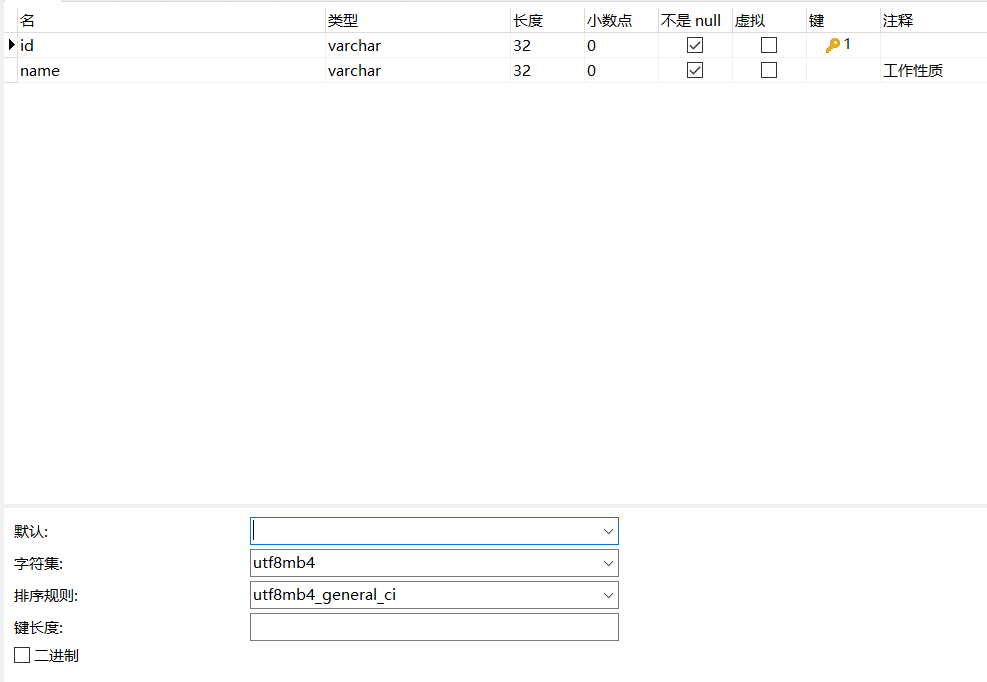 名 类型 长度 小数点 不是 null 虚拟 键 注释
id varchar 32 0 1
name varchar 32 0 工作性质
默认:
字符集: utf8mb4
排序规则: utf8mb4_general_ci
键长度:
二进制